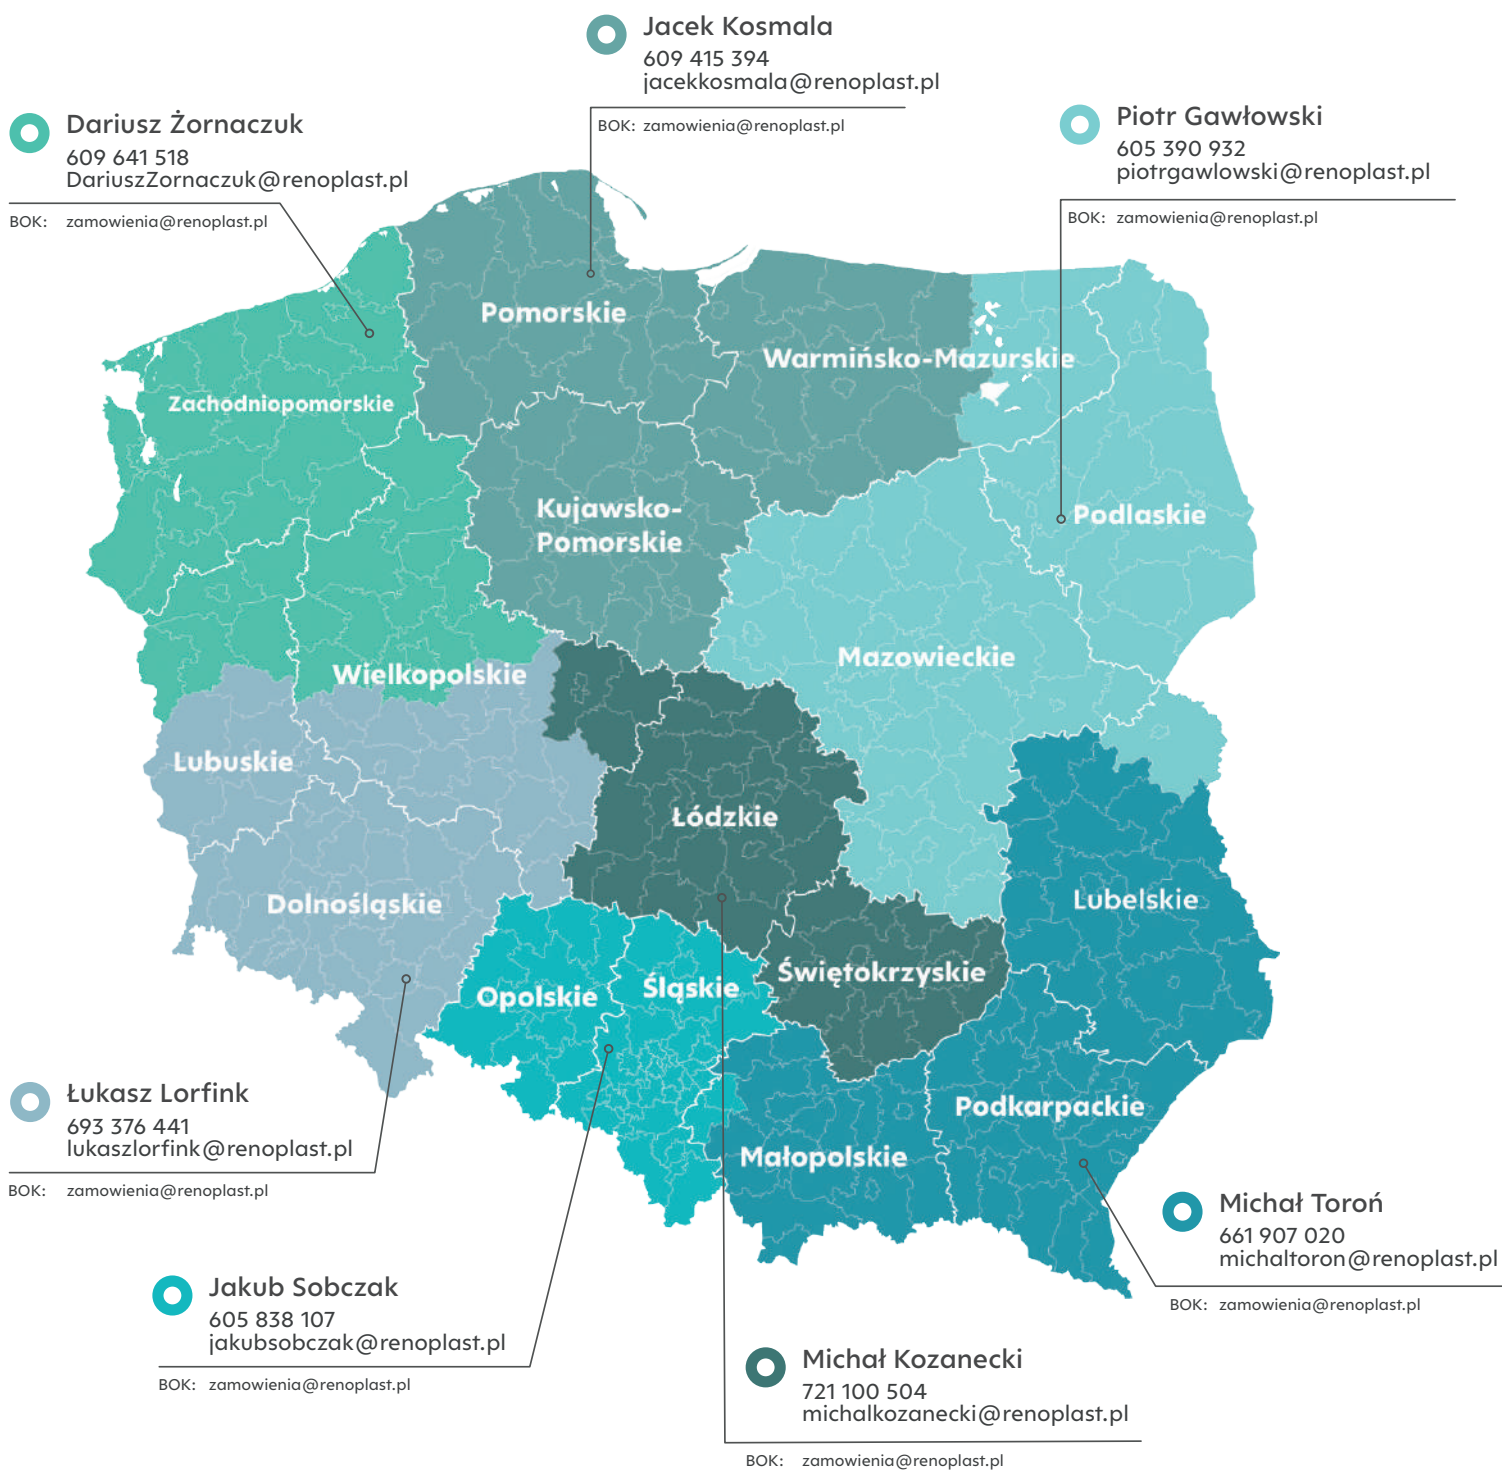 Jacek Kosmala
609 415 394
jacekkosmala@renoplast.pl
BOK: zamowienia@renoplast.pl
Dariusz Żornaczuk
609 641 518
DariuszZornaczuk@renoplast.pl
BOK: zamowienia@renoplast.pl
Piotr Gawłowski
605 390 932
piotrgawlowski@renoplast.pl
BOK: zamowienia@renoplast.pl
Pomorskie
Warmińsko-Mazurskie
Zachodniopomorskie
Kujawsko-
Pomorskie
Podlaskie
Mazowieckie
Wielkopolskie
Lubuskie
Łódzkie
Dolnośląskie
Lubelskie
Świętokrzyskie
Opolskie
Śląskie
Podkarpackie
Małopolskie
Łukasz Lorfink
693 376 441
lukaszlorfink@renoplast.pl
BOK: zamowienia@renoplast.pl
Michał Toroń
661 907 020
michaltoron@renoplast.pl
BOK: zamowienia@renoplast.pl
Jakub Sobczak
605 838 107
jakubsobczak@renoplast.pl
BOK: zamowienia@renoplast.pl
Michał Kozanecki
721 100 504
michalkozanecki@renoplast.pl
BOK: zamowienia@renoplast.pl